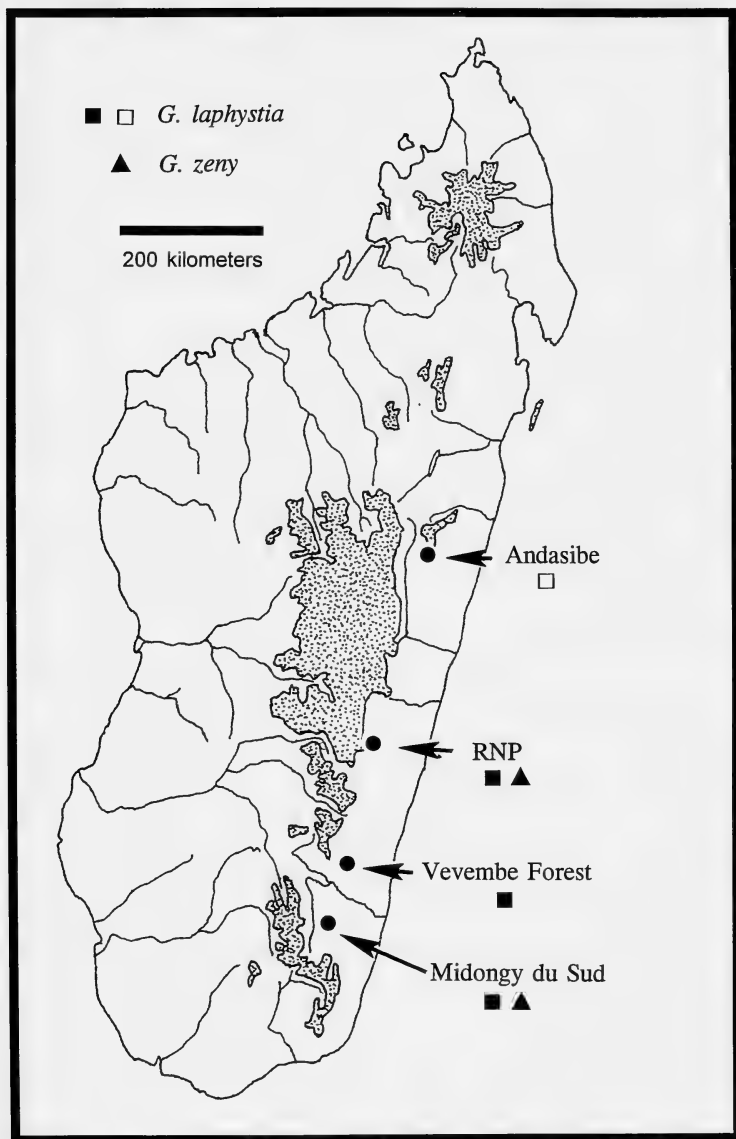 G. laphystia
G. zeny
200 kilometers
Andasibe
RNP
Vevembe Forest
Midongy du Sud